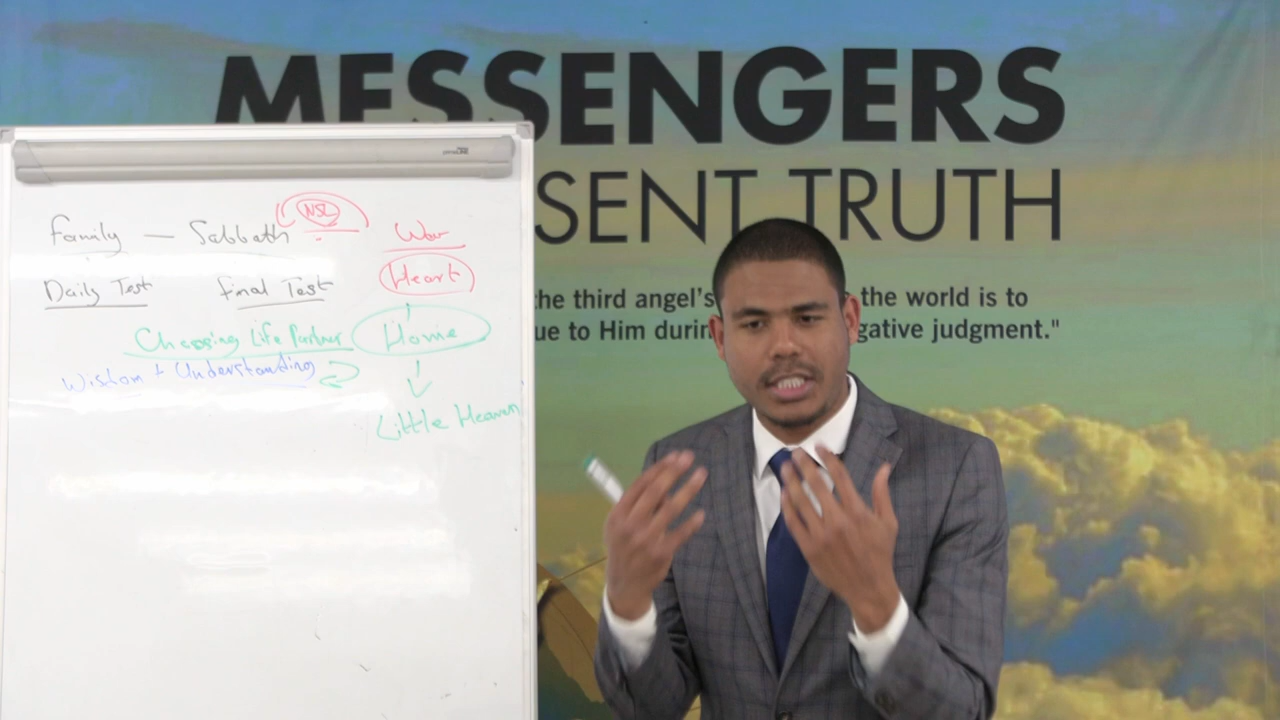 MESSENGERS
SENT TRUTH
the third angel's the world is to
ue to Him durin gative judgment."
Family — Sabbath NSL War
Daily Test Final Test Heart
Choosing Life Partner Home
Wisdom + Understanding
Little Heaven